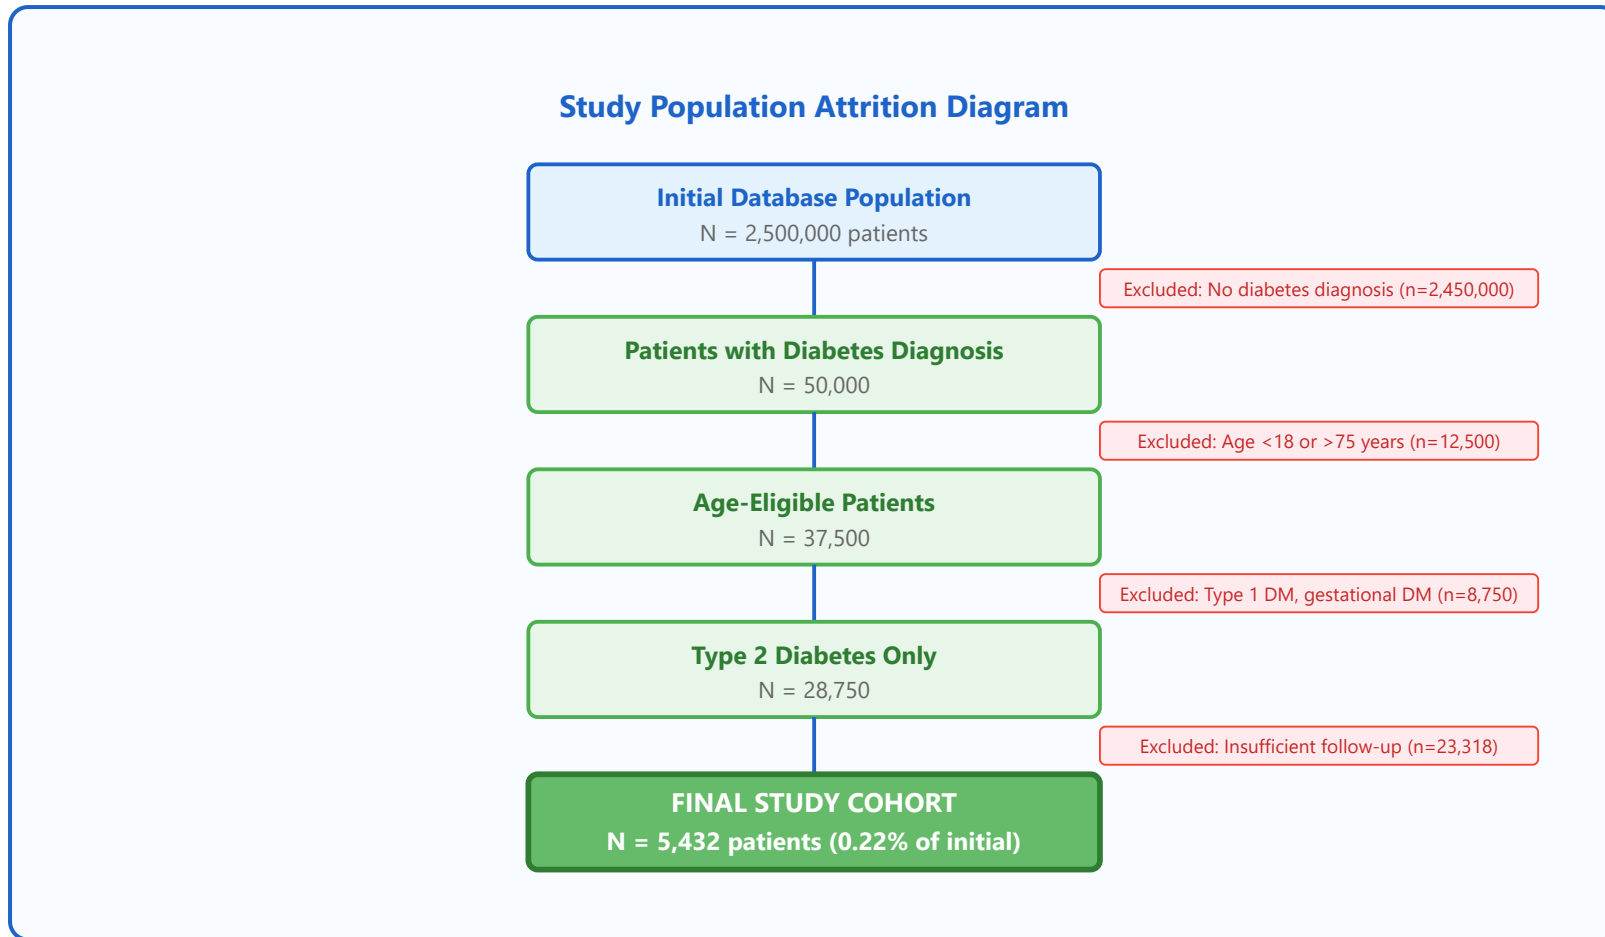 Study Population Attrition Diagram
Initial Database Population
N = 2,500,000 patients
Excluded: No diabetes diagnosis (n=2,450,000)
Patients with Diabetes Diagnosis
N = 50,000
Excluded: Age <18 or >75 years (n=12,500)
Age-Eligible Patients
N = 37,500
Excluded: Type 1 DM, gestational DM (n=8,750)
Type 2 Diabetes Only
N = 28,750
Excluded: Insufficient follow-up (n=23,318)
FINAL STUDY COHORT
N = 5,432 patients (0.22% of initial)